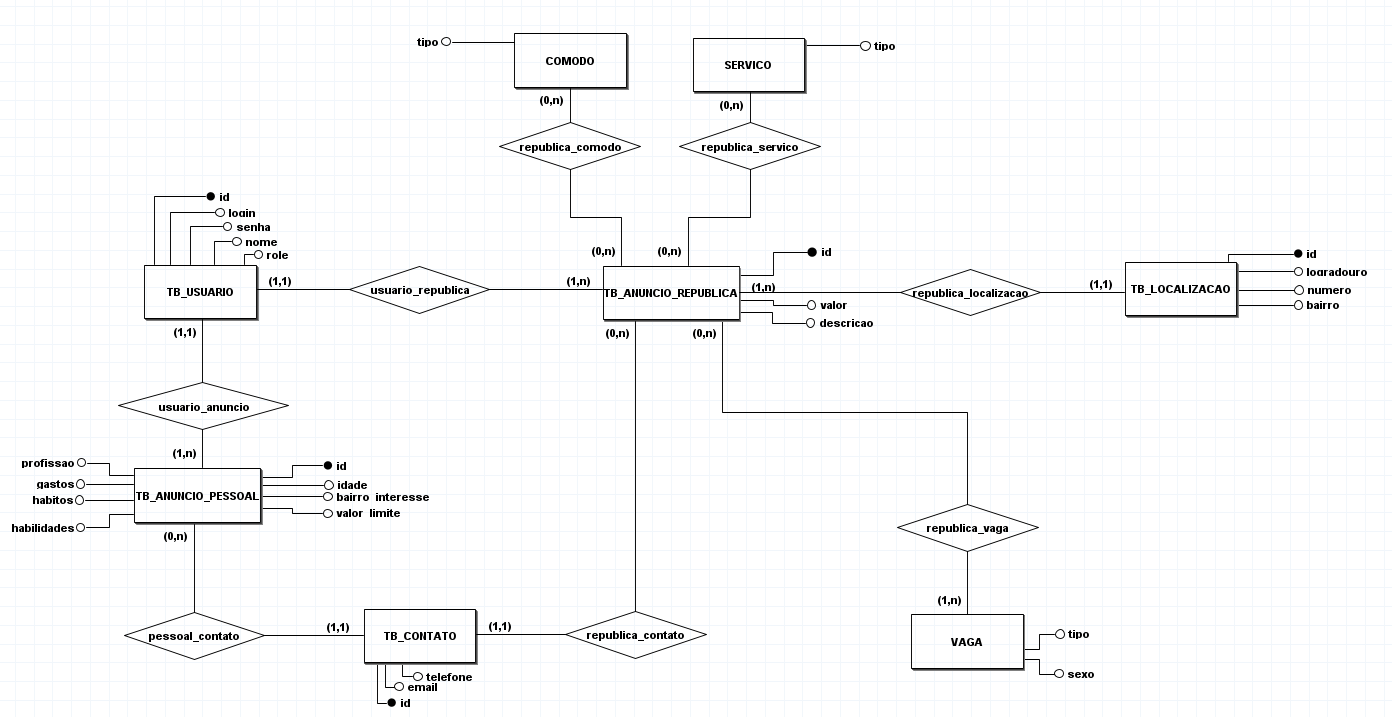 tipo
COMODO
(0,n)
republica_comodo
(0,n)
SERVICO
tipo
(0,n)
republica_servico
(0,n)
id
login
senha
nome
role
TB_USUARIO
(1,1)
usuario_republica
(1,n)
TB_ANUNCIO_REPUBLICA
id
(1,n)
valor
descricao
republica_localizacao
(1,1)
TB_LOCALIZACAO
id
logradouro
numero
bairro
(1,1)
usuario_anuncio
(1,n)
profissao
gastos
habitos
habilidades
TB_ANUNCIO_PESSOAL
id
idade
bairro_interesse
valor_limite
(0,n)
pessoal_contato
(1,1)
TB_CONTATO
telefone
email
id
(1,1)
republica_contato
(0,n)
(0,n)
republica_vaga
(1,n)
VAGA
tipo
sexo